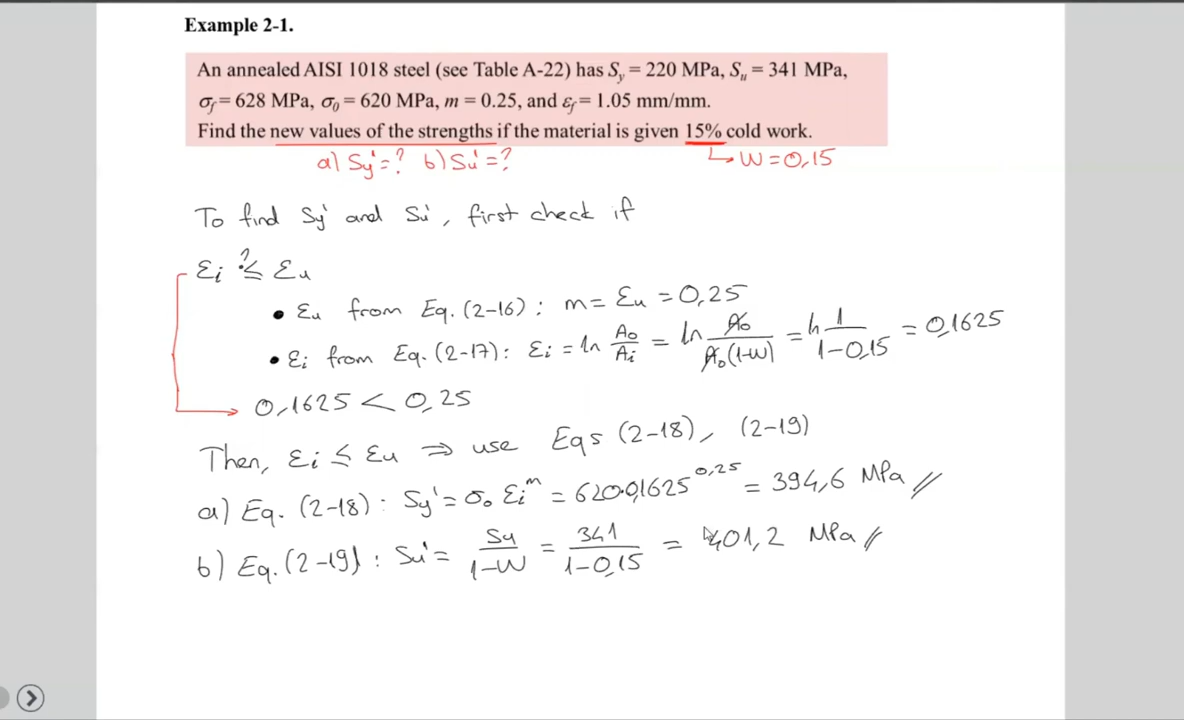 Example 2-1.
An annealed AISI 1018 steel (see Table A-22) has Sy = 220 MPa, Su = 341 MPa,
σf = 628 MPa, σ0 = 620 MPa, m = 0.25, and εf = 1.05 mm/mm.
Find the new values of the strengths if the material is given 15% cold work.
a) Sy' = ? b) Su' = ? ↳ W = 0,15
To find Sy' and Su', first check if
εi ≤? εu
• εu from Eq. (2-16): m = εu = 0,25
• εi from Eq. (2-17): εi = ln A0/Ai = ln A0/A0(1-W) = ln 1/1-0,15 = 0,1625
0,1625 < 0,25
Then, εi ≤ εu ⇒ use Eqs (2-18), (2-19)
a) Eq. (2-18): Sy' = σ0 εi^m = 620·0,1625^0,25 = 394,6 MPa //
b) Eq. (2-19): Su' = Su/1-W = 341/1-0,15 = 401,2 MPa //